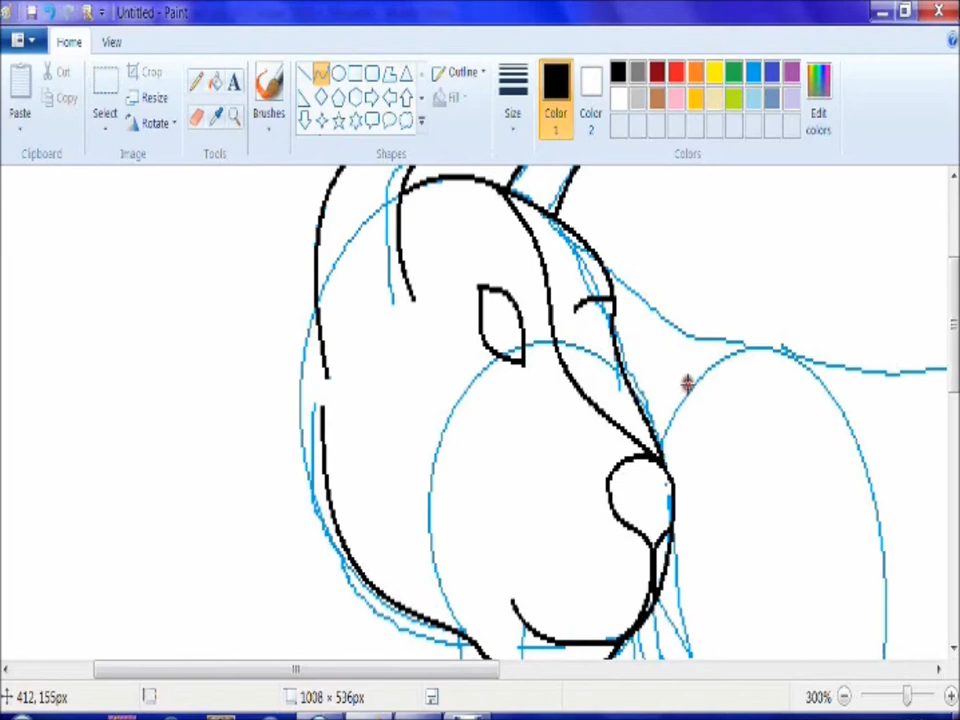 Untitled - Paint
Home View
Paste
Cut
Copy
Clipboard
Select
Crop
Resize
Rotate
Image
A
Tools
Brushes
Outline
Fill
Shapes
Size
Color 1
Color 2
Edit colors
Colors
412, 155px
1008 × 536px
300%